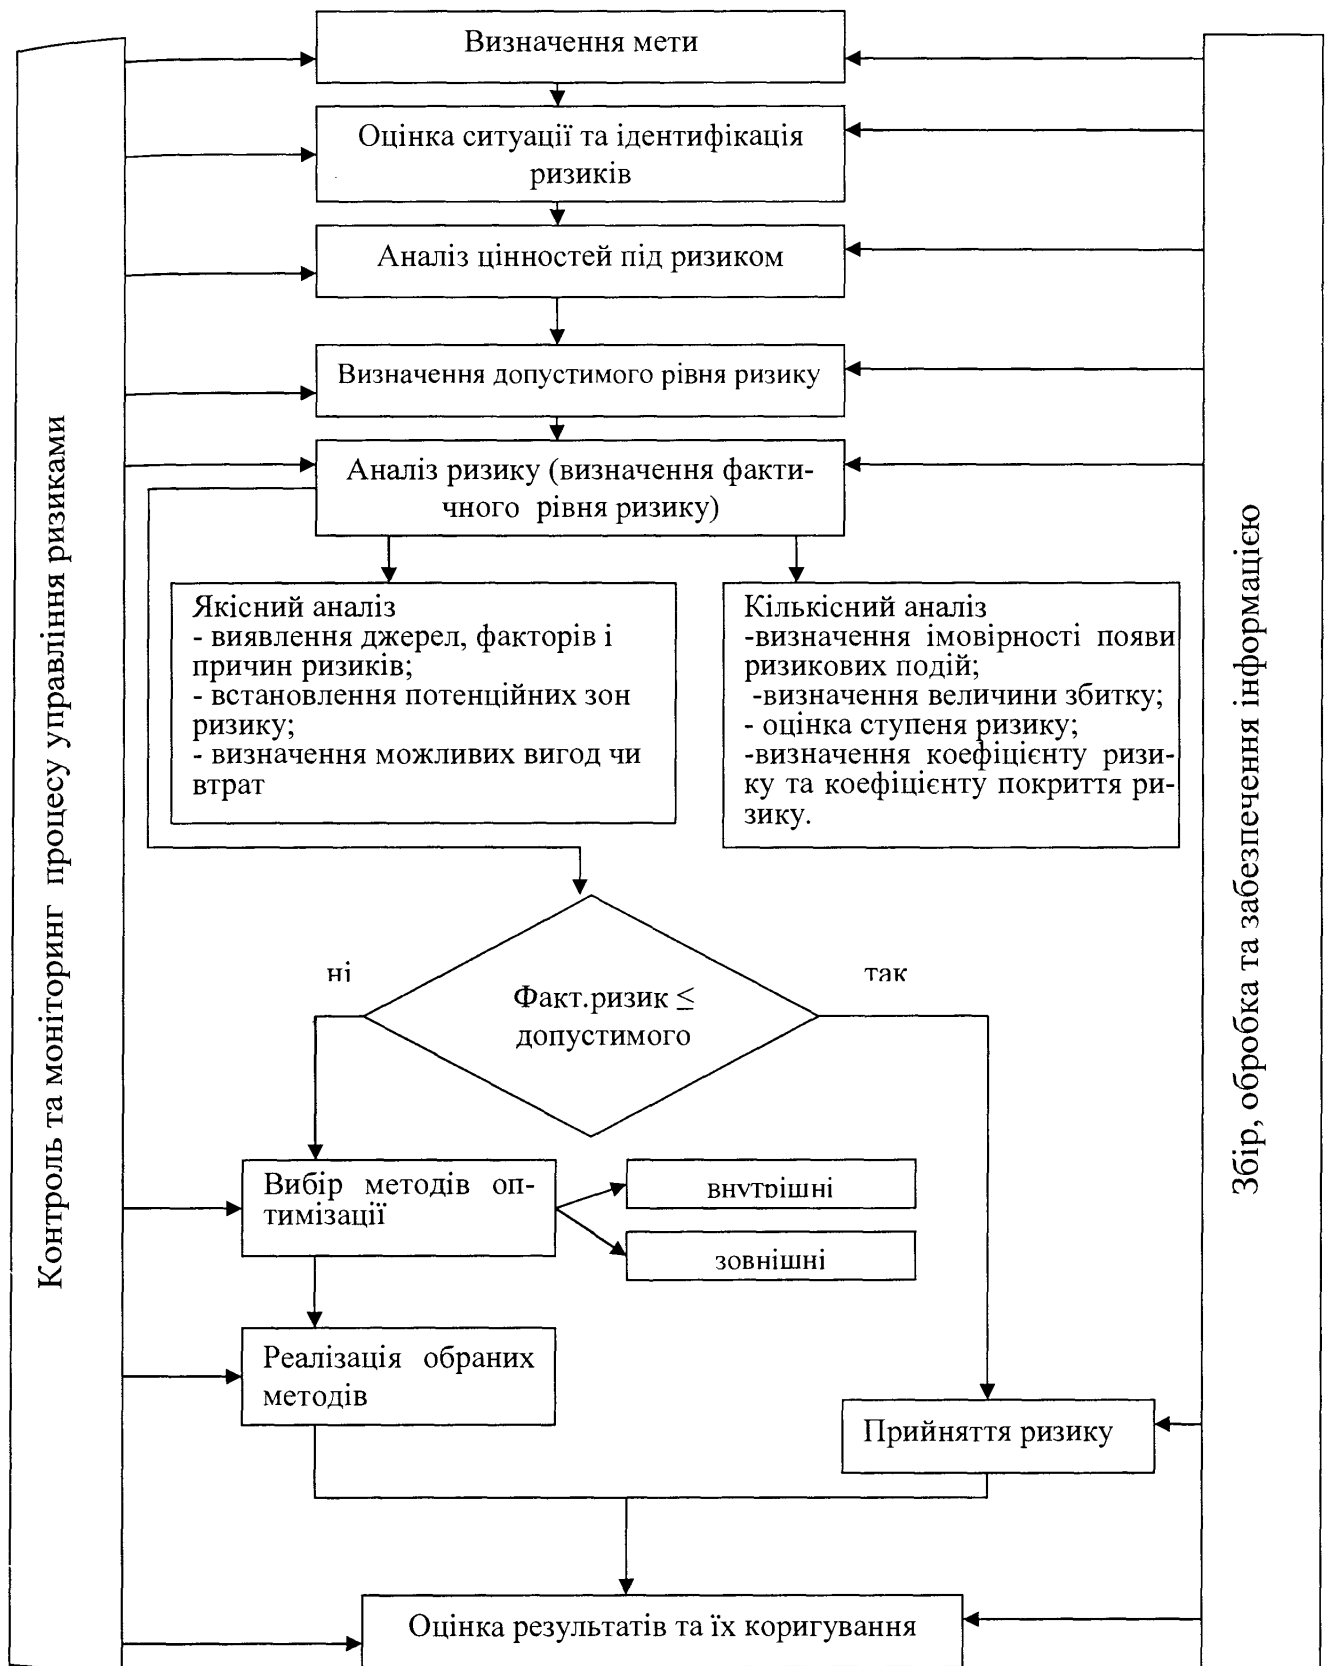 Визначення мети
Оцінка ситуації та ідентифікація
ризиків
Аналіз цінностей під ризиком
Визначення допустимого рівня ризику
Аналіз ризику (визначення факти-
чного рівня ризику)
Якісний аналіз
- виявлення джерел, факторів і
причин ризиків;
- встановлення потенційних зон
ризику;
- визначення можливих вигод чи
втрат
Кількісний аналіз
-визначення імовірності появи
ризикових подій;
-визначення величини збитку;
- оцінка ступеня ризику;
-визначення коефіцієнту ризи-
ку та коефіцієнту покриття ри-
зику.
ні
так
Факт.ризик ≤
допустимого
Вибір методів оп-
тимізації
внутрішні
зовнішні
Реалізація обраних
методів
Прийняття ризику
Оцінка результатів та їх коригування
Контроль та моніторинг процесу управління ризиками
Збір, обробка та забезпечення інформацією